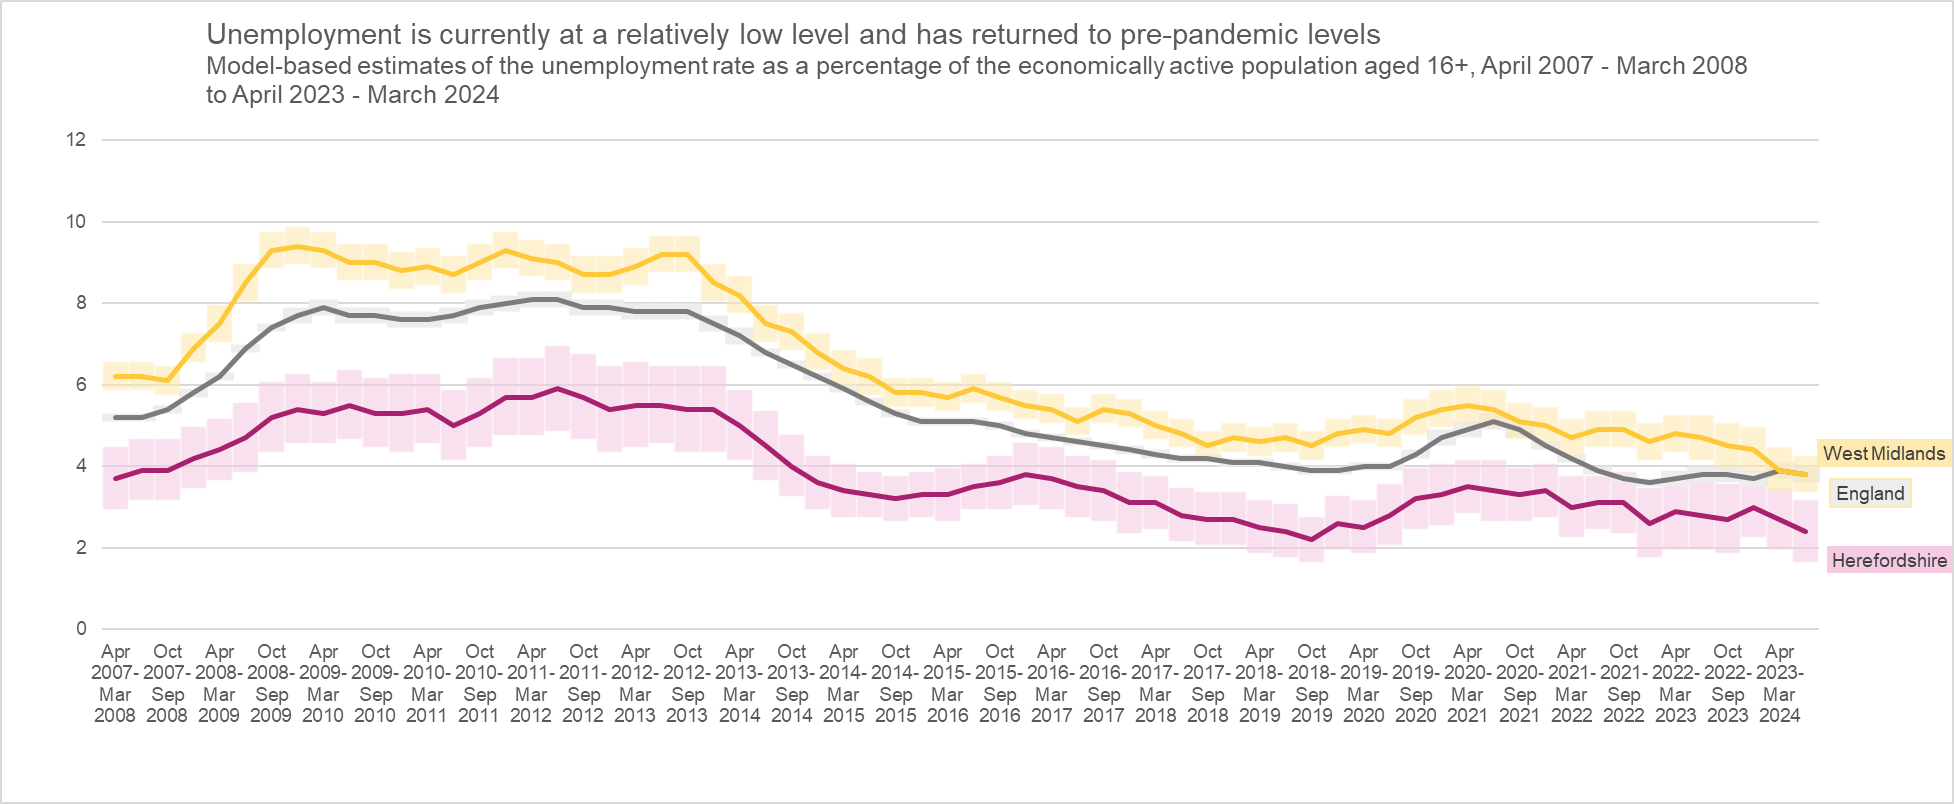 Unemployment is currently at a relatively low level and has returned to pre-pandemic levels
Model-based estimates of the unemployment rate as a percentage of the economically active population aged 16+, April 2007 - March 2008
to April 2023 - March 2024
12
10
8
6
4
2
0
West Midlands
England
Herefordshire
Apr Oct Apr Oct Apr Oct Apr Oct Apr Oct Apr Oct Apr Oct Apr Oct Apr Oct Apr Oct Apr Oct Apr Oct Apr Oct Apr Oct Apr Oct Apr Oct Apr
2007- 2007- 2008- 2008- 2009- 2009- 2010- 2010- 2011- 2011- 2012- 2012- 2013- 2013- 2014- 2014- 2015- 2015- 2016- 2016- 2017- 2017- 2018- 2018- 2019- 2019- 2020- 2020- 2021- 2021- 2022- 2022- 2023-
Mar Sep Mar Sep Mar Sep Mar Sep Mar Sep Mar Sep Mar Sep Mar Sep Mar Sep Mar Sep Mar Sep Mar Sep Mar Sep Mar Sep Mar Sep Mar Sep Mar
2008 2008 2009 2009 2010 2010 2011 2011 2012 2012 2013 2013 2014 2014 2015 2015 2016 2016 2017 2017 2018 2018 2019 2019 2020 2020 2021 2021 2022 2022 2023 2023 2024